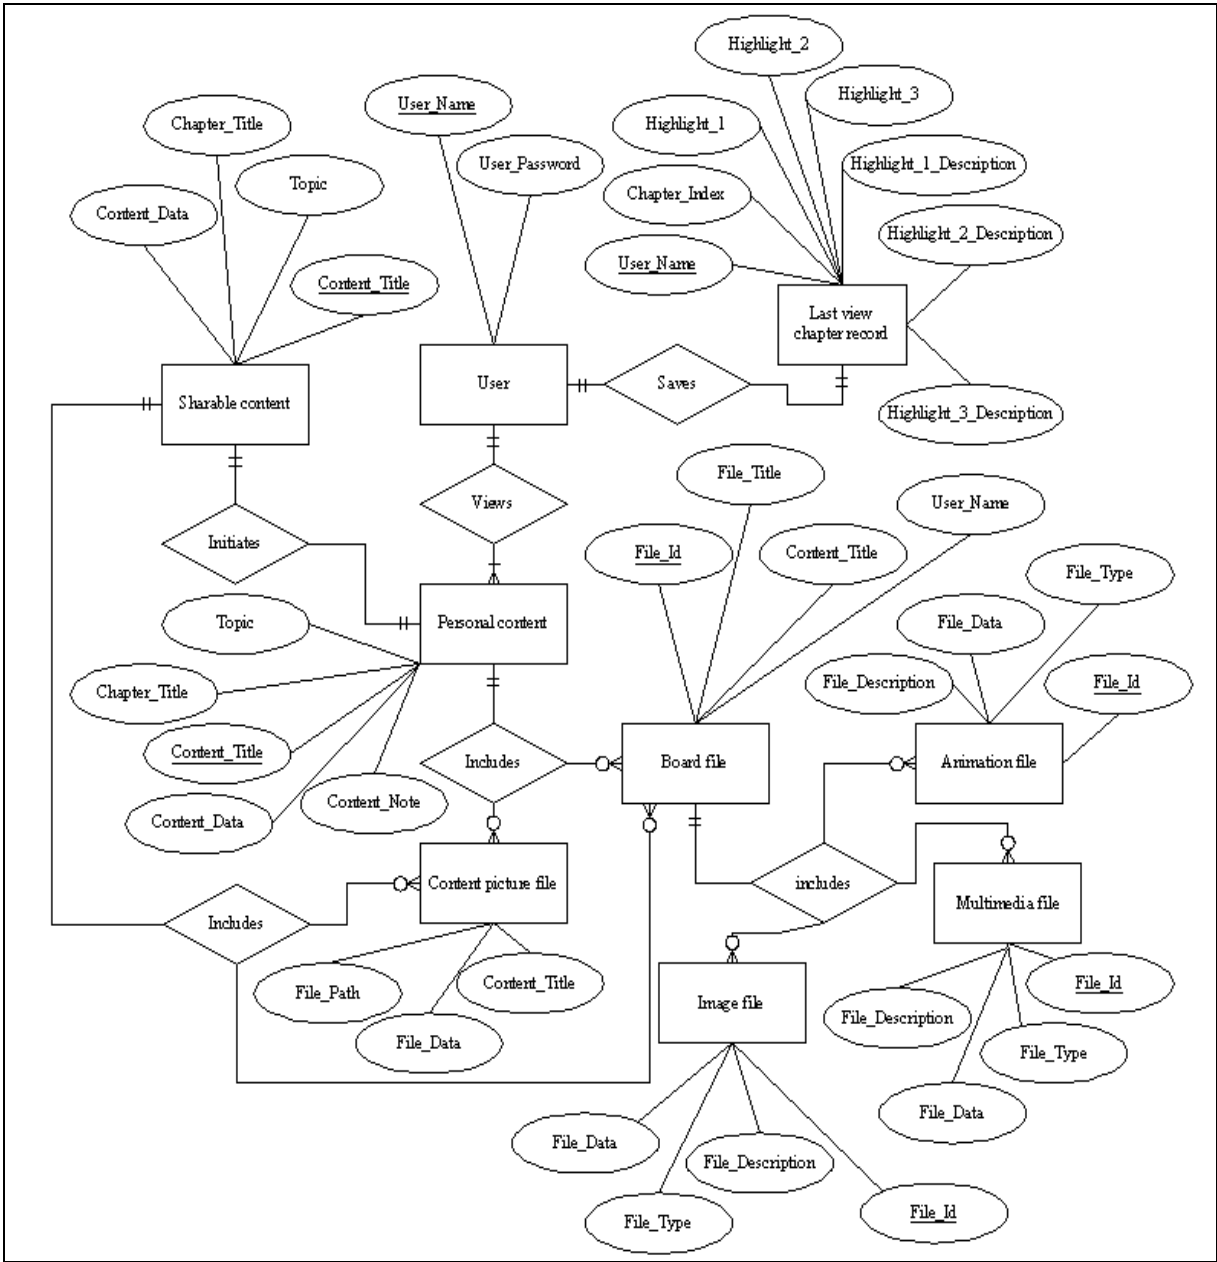 Highlight_2
Highlight_3
User_Name
Chapter_Title
Highlight_1
User_Password
Highlight_1_Description
Topic
Chapter_Index
Content_Data
Highlight_2_Description
User_Name
Content_Title
Last view
chapter record
User
Saves
Sharable content
Highlight_3_Description
File_Title
Views
User_Name
Initiates
File_Id
Content_Title
File_Type
Topic
Personal content
File_Data
File_Description
File_Id
Chapter_Title
Content_Title
Includes
Board file
Animation file
Content_Note
Content_Data
Content picture file
includes
Multimedia file
Includes
File_Path
Content_Title
File_Id
Image file
File_Description
File_Data
File_Type
File_Data
File_Data
File_Description
File_Type
File_Id